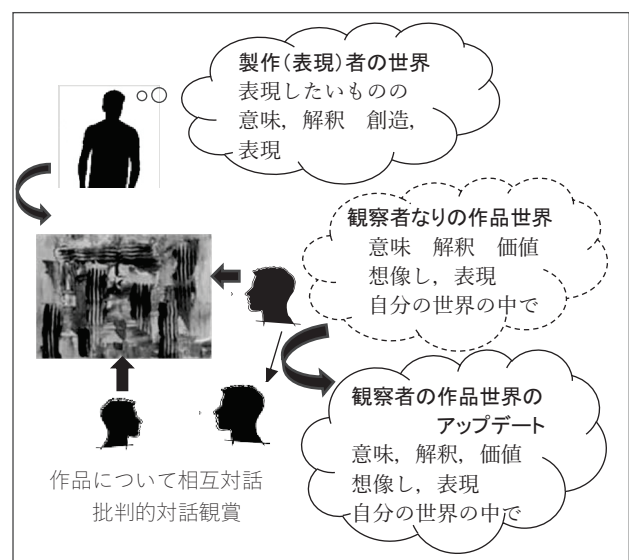 製作(表現)者の世界
表現したいものの
意味，解釈　創造，
表現
観察者なりの作品世界
意味　解釈　価値
想像し，表現
自分の世界の中で
観察者の作品世界の
アップデート
意味，解釈，価値
想像し，表現
自分の世界の中で
作品について相互対話
批判的対話観賞